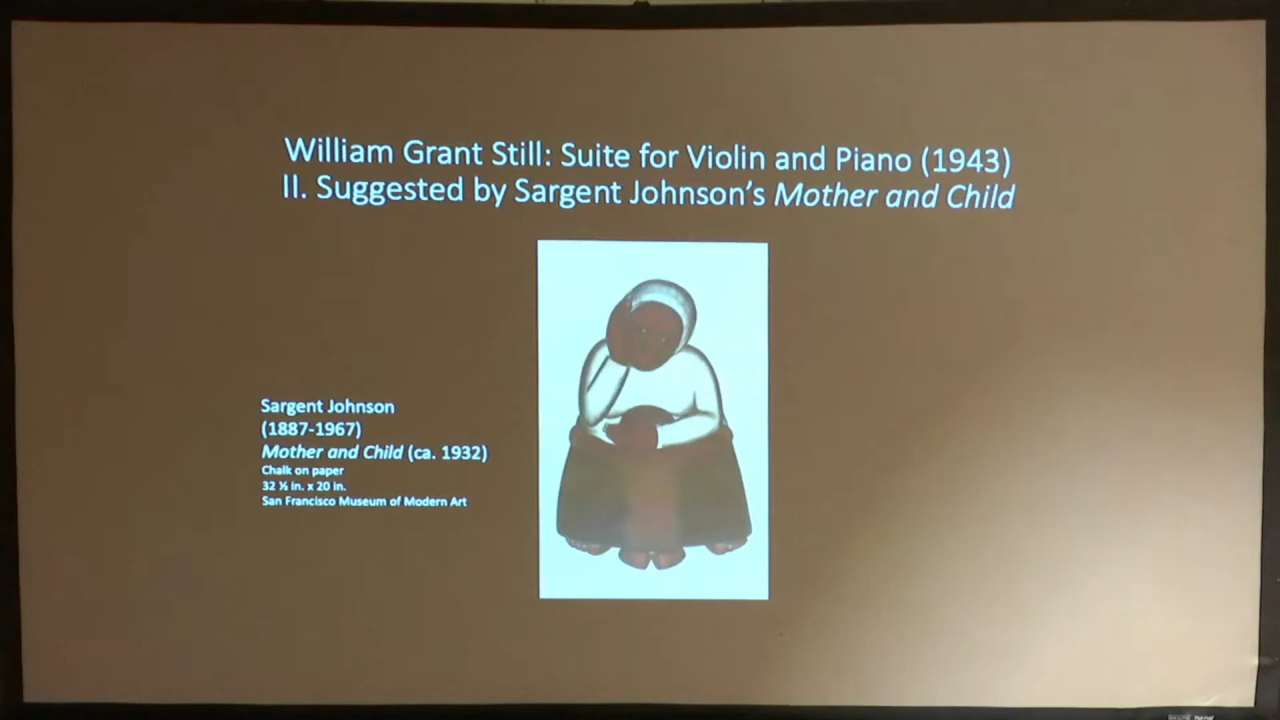 William Grant Still: Suite for Violin and Piano (1943)
II. Suggested by Sargent Johnson's Mother and Child
Sargent Johnson
(1887-1967)
Mother and Child (ca. 1932)
Chalk on paper
32 ½ in. x 20 in.
San Francisco Museum of Modern Art